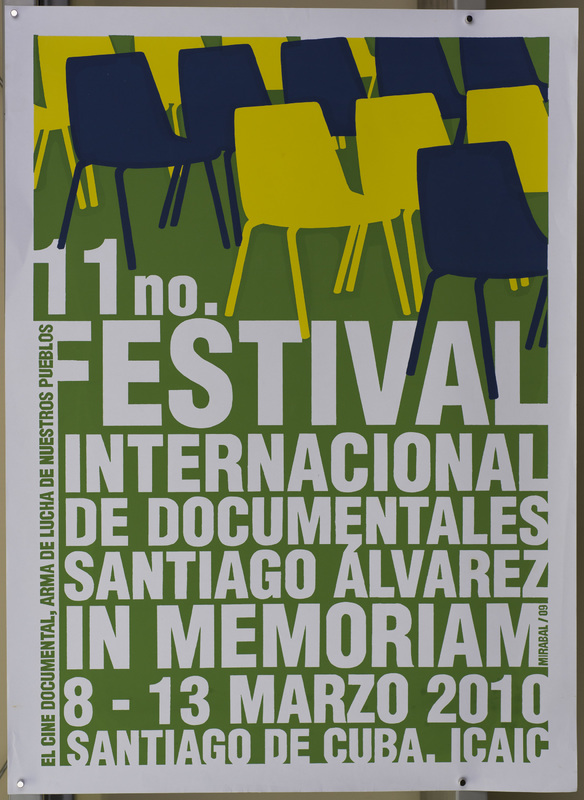 11no.
FESTIVAL
INTERNACIONAL
DE DOCUMENTALES
SANTIAGO ÁLVAREZ
IN MEMORIAM
8 - 13 MARZO 2010
SANTIAGO DE CUBA. ICAIC
EL CINE DOCUMENTAL, ARMA DE LUCHA DE NUESTROS PUEBLOS
MIRABAL / 09